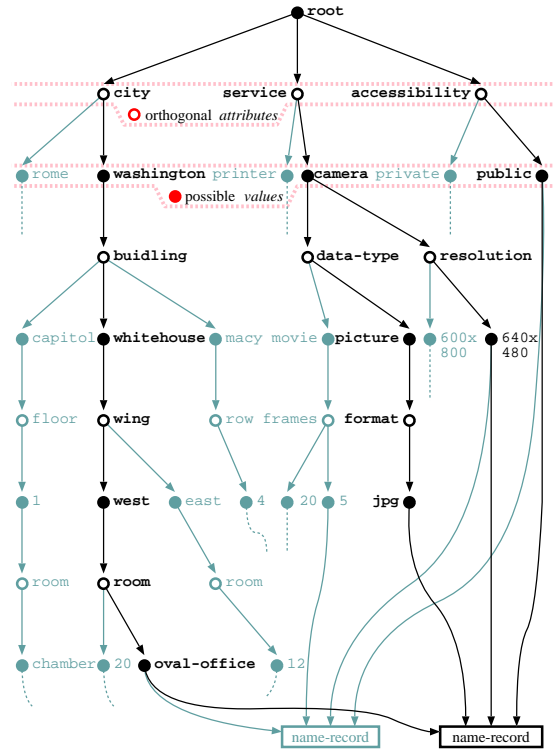 root
city service accessibility
orthogonal attributes
rome washington printer camera private public
possible values
buidling data-type resolution
capitol whitehouse macy movie picture 600x 640x
800 480
floor wing row frames format
1 west east 4 20 5 jpg
room room room
chamber 20 oval-office 12
name-record name-record